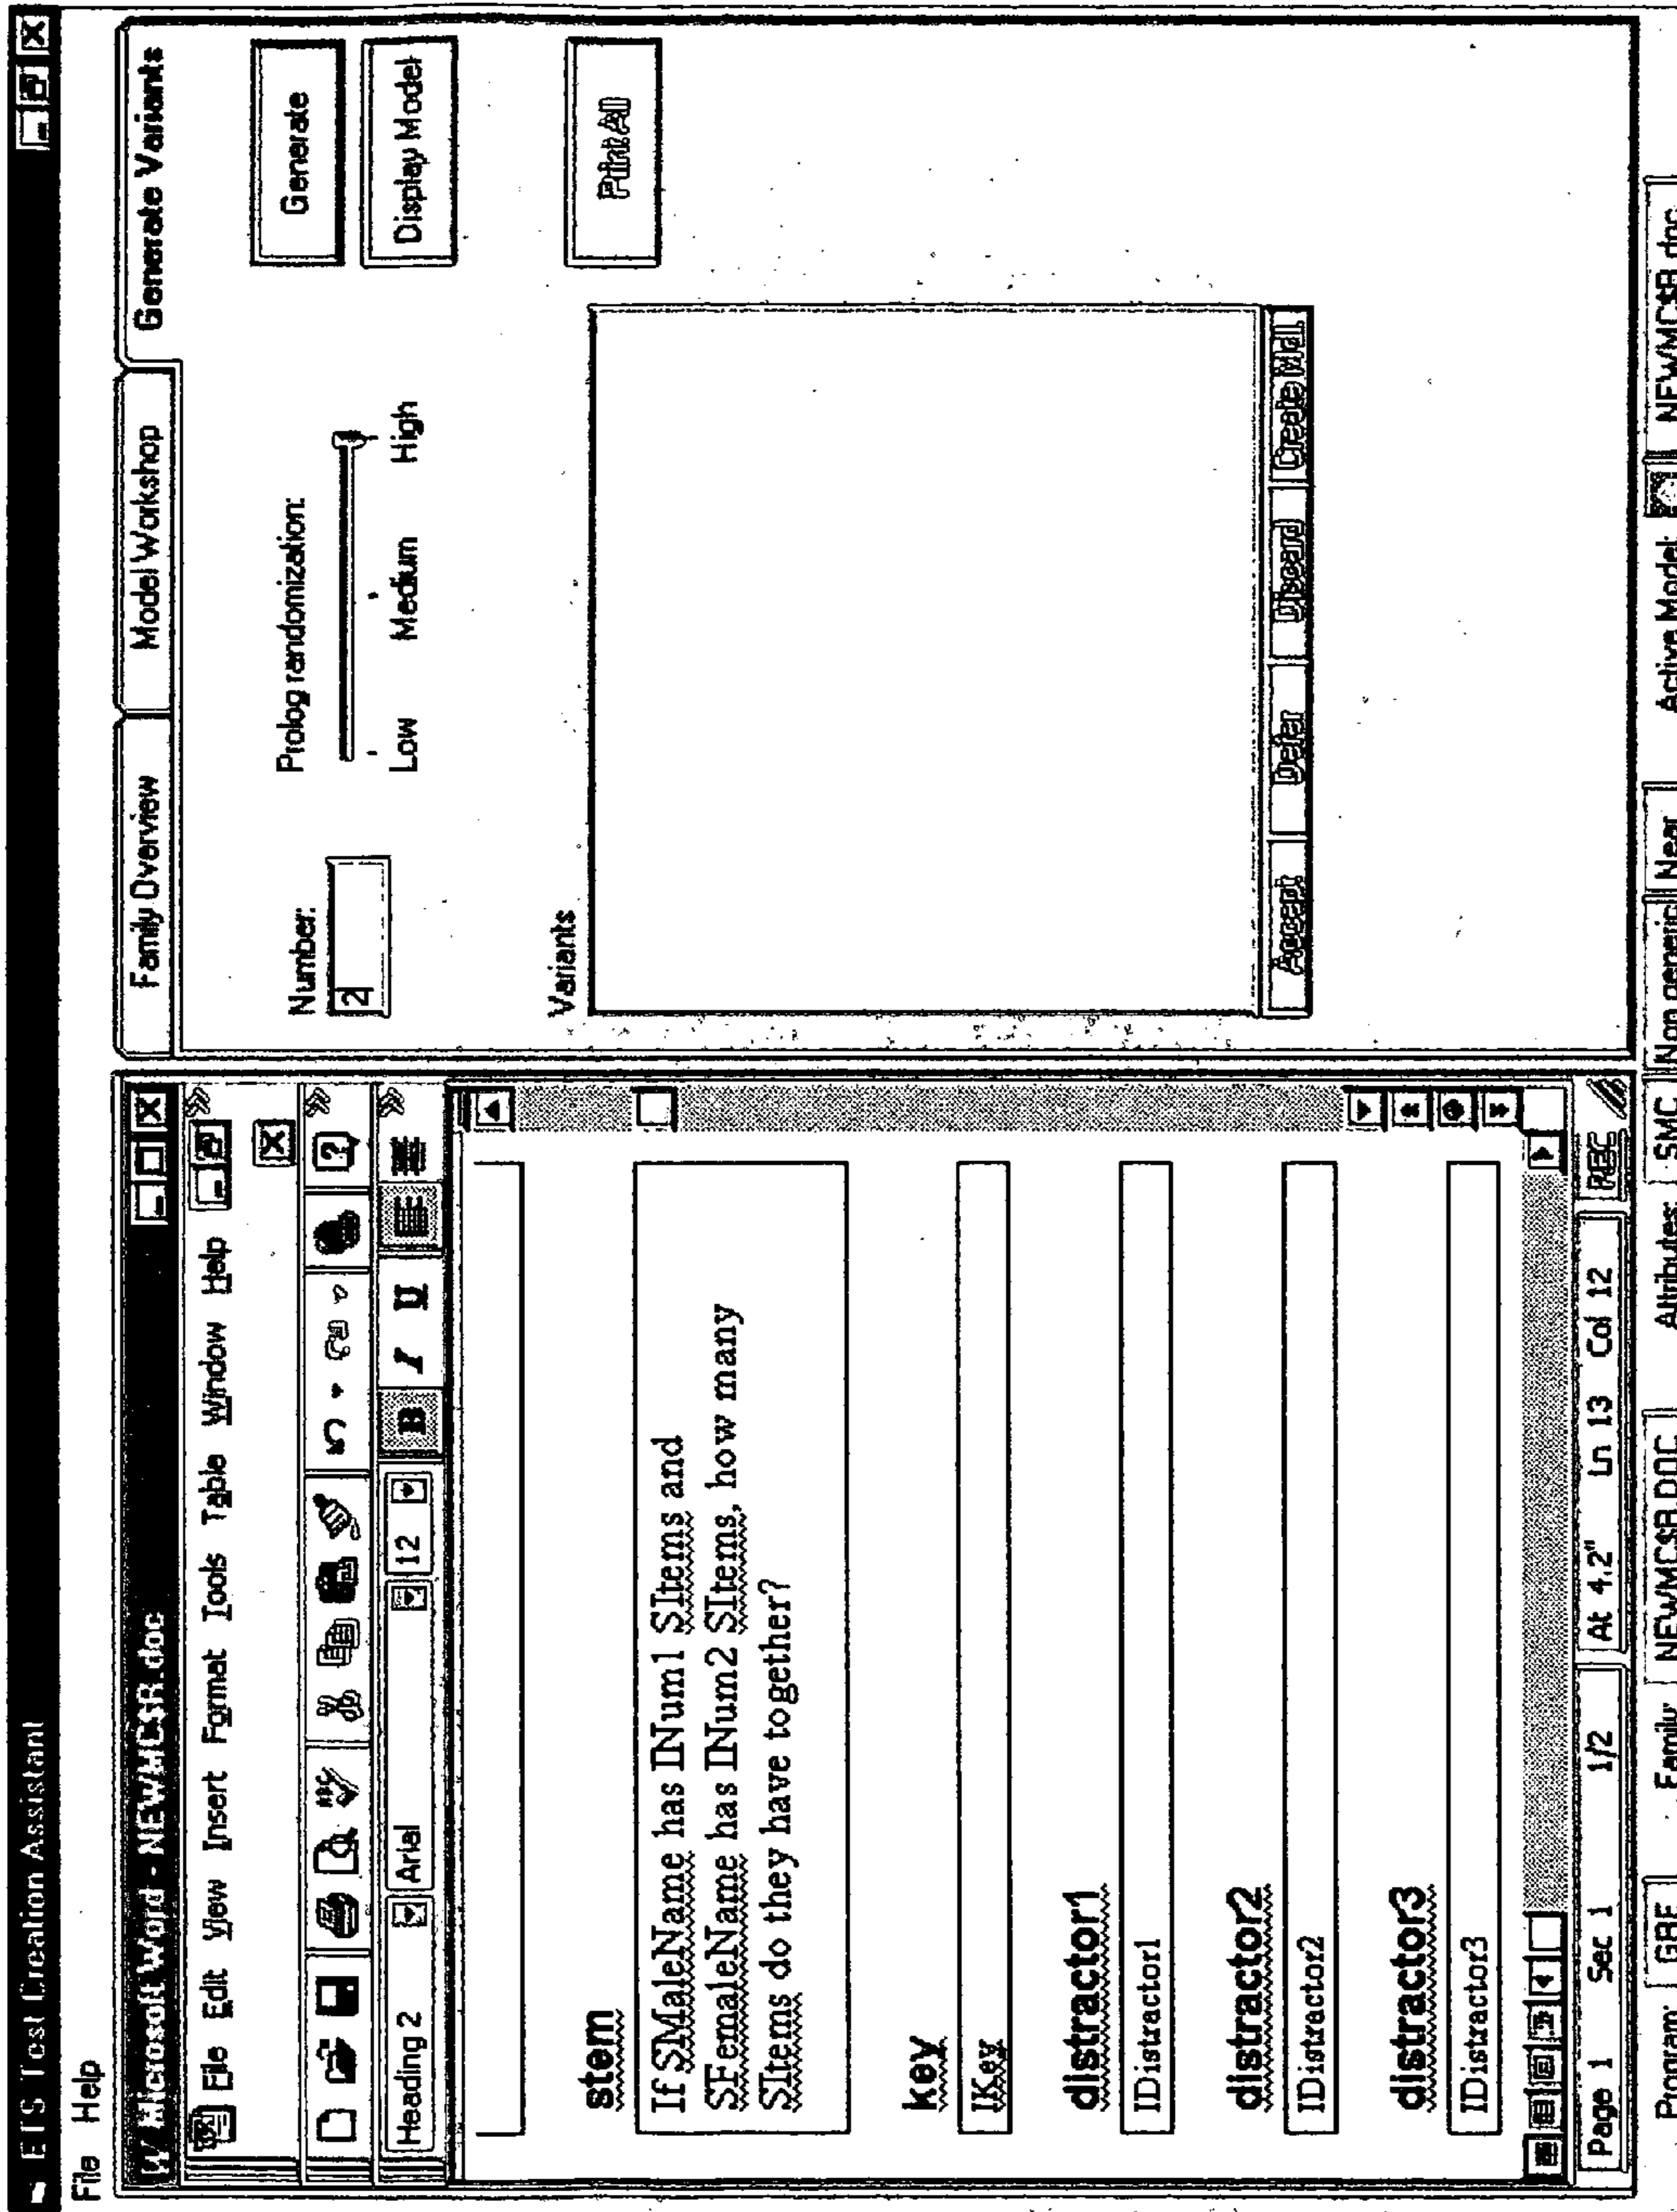 ETS Test Creation Assistant
File Help
Microsoft Word - NEWMC$R.doc
File Edit View Insert Format Tools Table Window Help
Heading 2 Arial 12 B I U
stem
If SMaleName has INum1 SItems and
SFemaleName has INum2 SItems, how many
SItems do they have together?
key
IKey
distractor1
IDistractor1
distractor2
IDistractor2
distractor3
IDistractor3
Page 1 Sec 1 1/2 At 4.2" Ln 13 Col 12 REC
Family Overview Model Workshop Generate Variants
Number: Prolog randomization:
2
Low Medium High
Generate
Display Model
Variants
Print All
Accept Defer Discard Create Mdl.
Program: GRE Family: NEWMC$R.DOC Attributes: SMC Non generic Near Active Model: NEWMC$R.doc